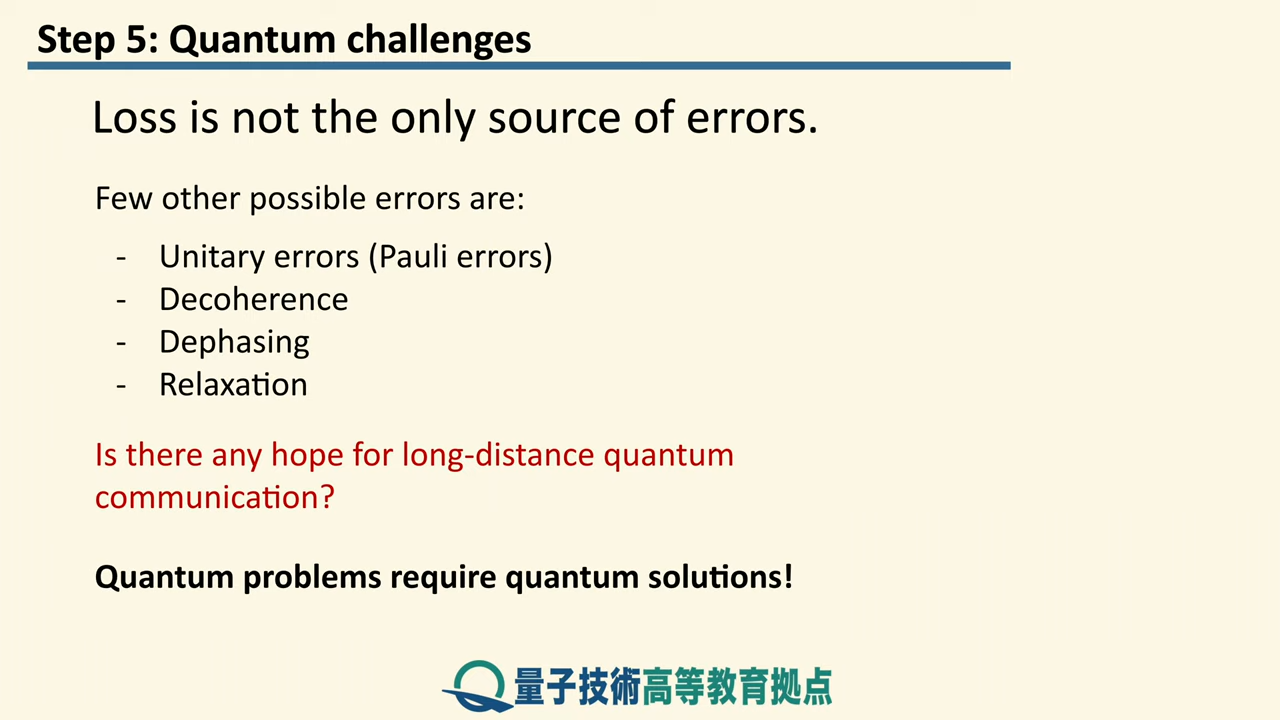 Step 5: Quantum challenges
Loss is not the only source of errors.
Few other possible errors are:
- Unitary errors (Pauli errors)
- Decoherence
- Dephasing
- Relaxation
Is there any hope for long-distance quantum
communication?
Quantum problems require quantum solutions!
量子技術高等教育拠点